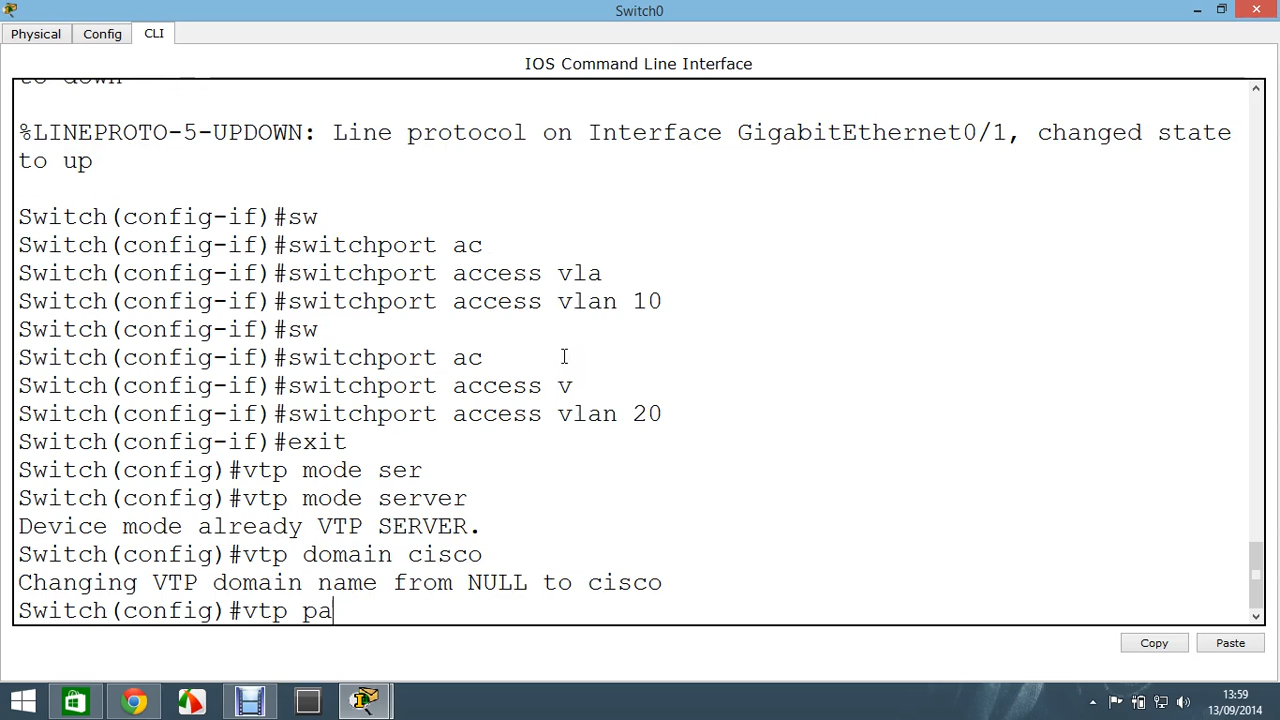 Switch0
Physical Config CLI
IOS Command Line Interface
to down
%LINEPROTO-5-UPDOWN: Line protocol on Interface GigabitEthernet0/1, changed state
to up
Switch(config-if)#sw
Switch(config-if)#switchport ac
Switch(config-if)#switchport access vla
Switch(config-if)#switchport access vlan 10
Switch(config-if)#sw
Switch(config-if)#switchport ac
Switch(config-if)#switchport access v
Switch(config-if)#switchport access vlan 20
Switch(config-if)#exit
Switch(config)#vtp mode ser
Switch(config)#vtp mode server
Device mode already VTP SERVER.
Switch(config)#vtp domain cisco
Changing VTP domain name from NULL to cisco
Switch(config)#vtp pa
Copy Paste
13:59
13/09/2014